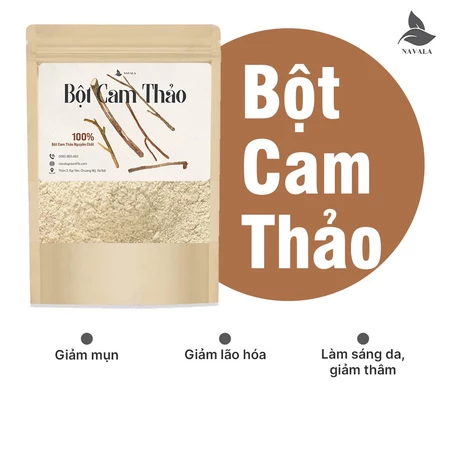 NAVALA
NAVALA
Bột Cam Thảo
100%
Bột Cam Thảo Nguyên Chất
Bột
Cam
Thảo
Giảm mụn
Giảm lão hóa
Làm sáng da,
giảm thâm